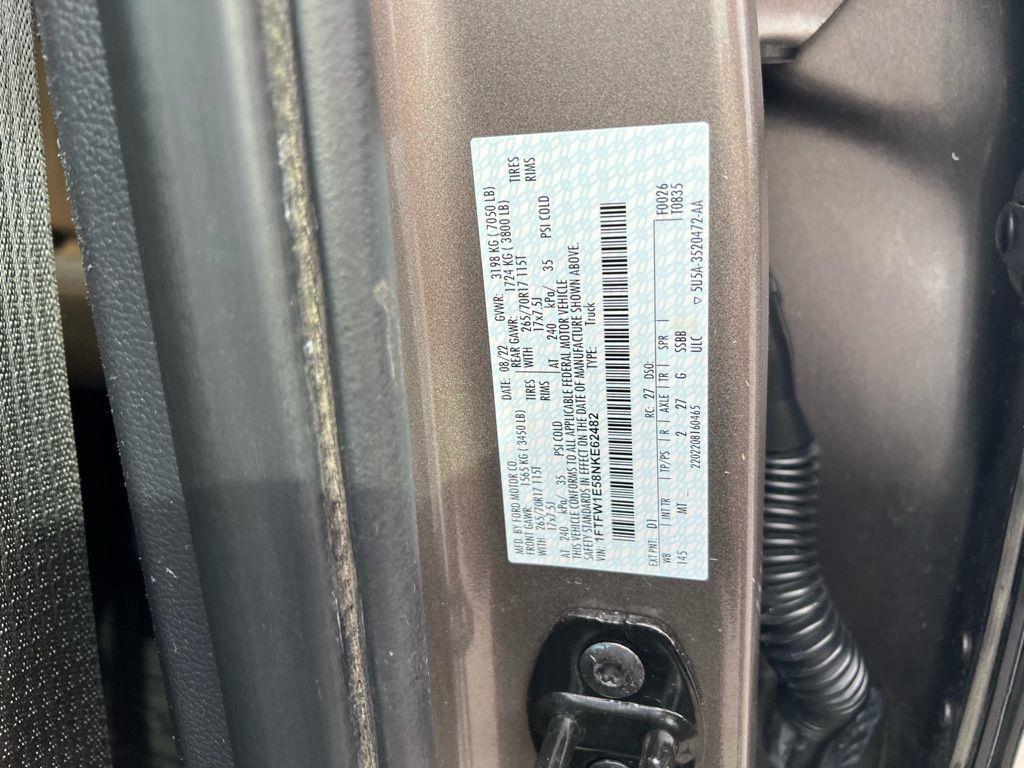 MFD. BY FORD MOTOR CO. DATE: 08/22 GVWR: 3198 KG ( 7050 LB)
FRONT GAWR: 1565 KG ( 3450 LB) REAR GAWR: 1724 KG ( 3800 LB)
WITH 265/70R17 115T TIRES WITH 265/70R17 115T TIRES
17x7.5J RIMS 17x7.5J RIMS
AT 240 kPa/ 35 PSI COLD AT 240 kPa/ 35 PSI COLD
THIS VEHICLE CONFORMS TO ALL APPLICABLE FEDERAL MOTOR VEHICLE
SAFETY STANDARDS IN EFFECT ON THE DATE OF MANUFACTURE SHOWN ABOVE.
VIN: 1FTFW1E58NKE62482 TYPE: Truck
F0026
EXT PNT: D1 RC: 27 DSO: T0835
WB | INT TR | TP/PS | R | AXLE | TR | SPR |
145 MT 2 27 G SSBB
2202208160465 ULC ▽ 5U5A-3520472-AA